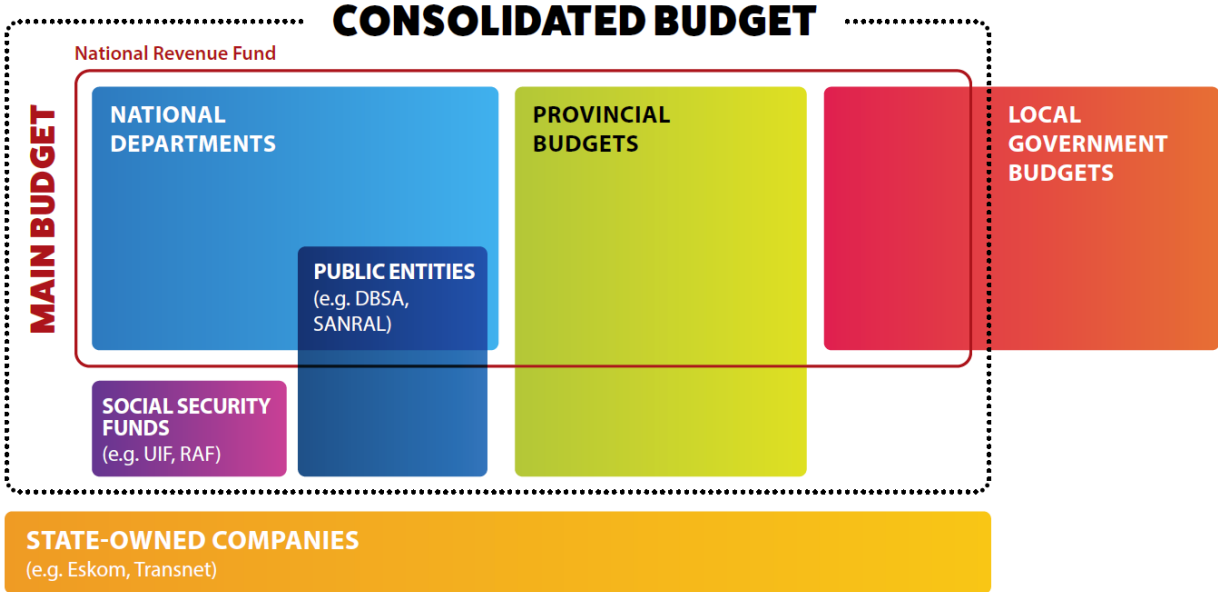 CONSOLIDATED BUDGET
National Revenue Fund
MAIN BUDGET
NATIONAL
DEPARTMENTS
PUBLIC ENTITIES
(e.g. DBSA,
SANRAL)
SOCIAL SECURITY
FUNDS
(e.g. UIF, RAF)
PROVINCIAL
BUDGETS
LOCAL
GOVERNMENT
BUDGETS
STATE-OWNED COMPANIES
(e.g. Eskom, Transnet)